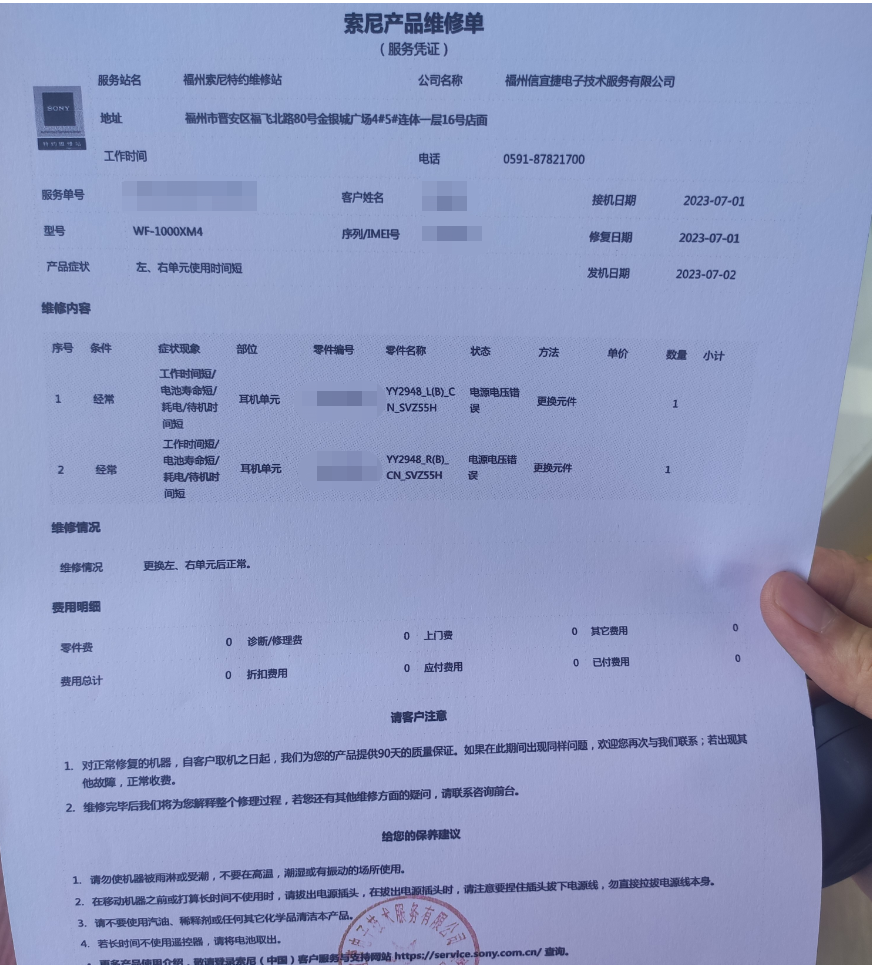 索尼产品维修单
（服务凭证）
SONY
特约维修站
服务站名 福州索尼特约维修站 公司名称 福州信宜捷电子技术服务有限公司
地址 福州市晋安区福飞北路80号金银城广场4#5#连体一层16号店面
工作时间 电话 0591-87821700
服务单号 客户姓名 接机日期 2023-07-01
型号 WF-1000XM4 序列/IMEI号 修复日期 2023-07-01
产品症状 左、右单元使用时间短 发机日期 2023-07-02
维修内容
序号 条件 症状现象 部位 零件编号 零件名称 状态 方法 单价 数量 小计
1 经常 工作时间短/电池寿命短/耗电/待机时间短 耳机单元 YY2948_L(B)_CN_SVZ55H 电源电压错误 更换元件 1
2 经常 工作时间短/电池寿命短/耗电/待机时间短 耳机单元 YY2948_R(B)_CN_SVZ55H 电源电压错误 更换元件 1
维修情况
维修情况 更换左、右单元后正常。
费用明细
零件费 0 诊断/修理费 0 上门费 0 其它费用 0
费用总计 0 折扣费用 0 应付费用 0 已付费用 0
请客户注意
1. 对正常修复的机器，自客户取机之日起，我们为您的产品提供90天的质量保证。如果在此期间出现同样问题，欢迎您再次与我们联系；若出现其
他故障，正常收费。
2. 维修完毕后我们将为您解释整个修理过程，若您还有其他维修方面的疑问，请联系咨询前台。
给您的保养建议
1. 请勿使机器被雨淋或受潮，不要在高温，潮湿或有振动的场所使用。
2. 在移动机器之前或打算长时间不使用时，请拔出电源插头，在拔出电源插头时，请注意要捏住插头拔下电源线，勿直接拉拔电源线本身。
3. 请不要使用汽油、稀释剂或任何其它化学品清洁本产品。
4. 若长时间不使用遥控器，请将电池取出。
更多产品使用介绍，敬请登录索尼（中国）客户服务与支持网站 https://service.sony.com.cn/ 查询。
子技术服务有限公